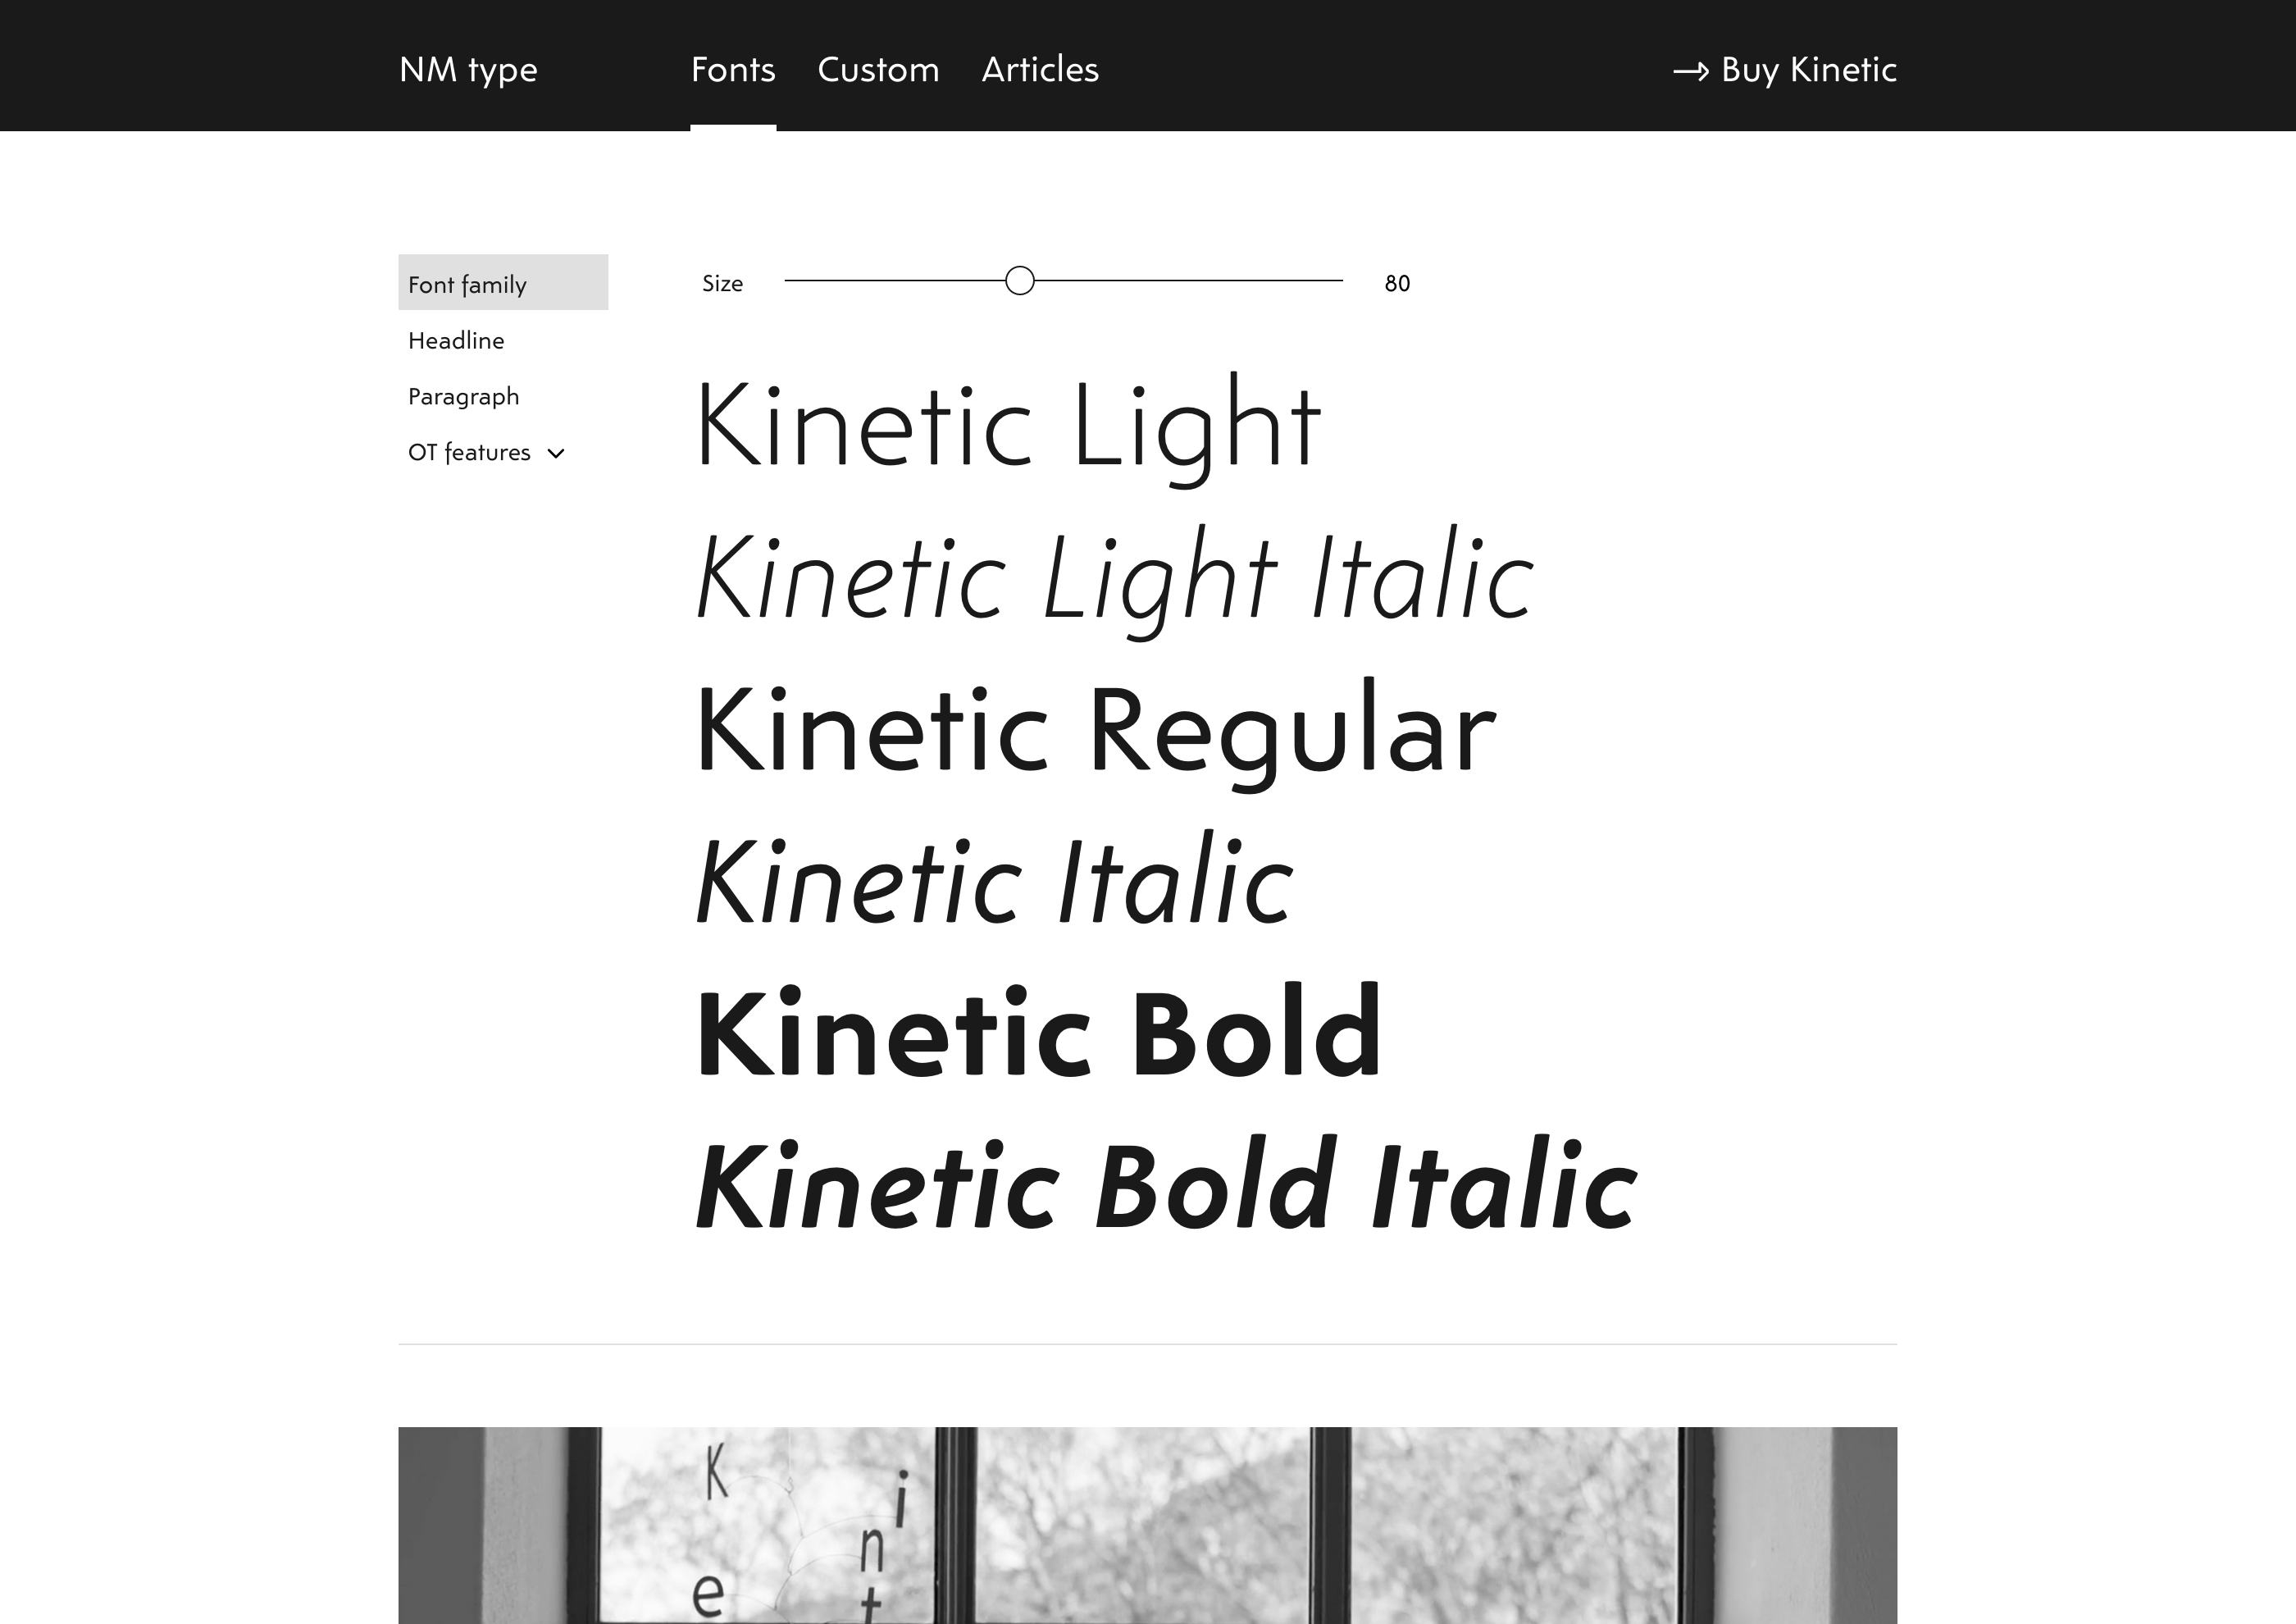 NM type Fonts Custom Articles → Buy Kinetic
Font family
Headline
Paragraph
OT features
Size 80
Kinetic Light
Kinetic Light Italic
Kinetic Regular
Kinetic Italic
Kinetic Bold
Kinetic Bold Italic
K
i
n
e
t